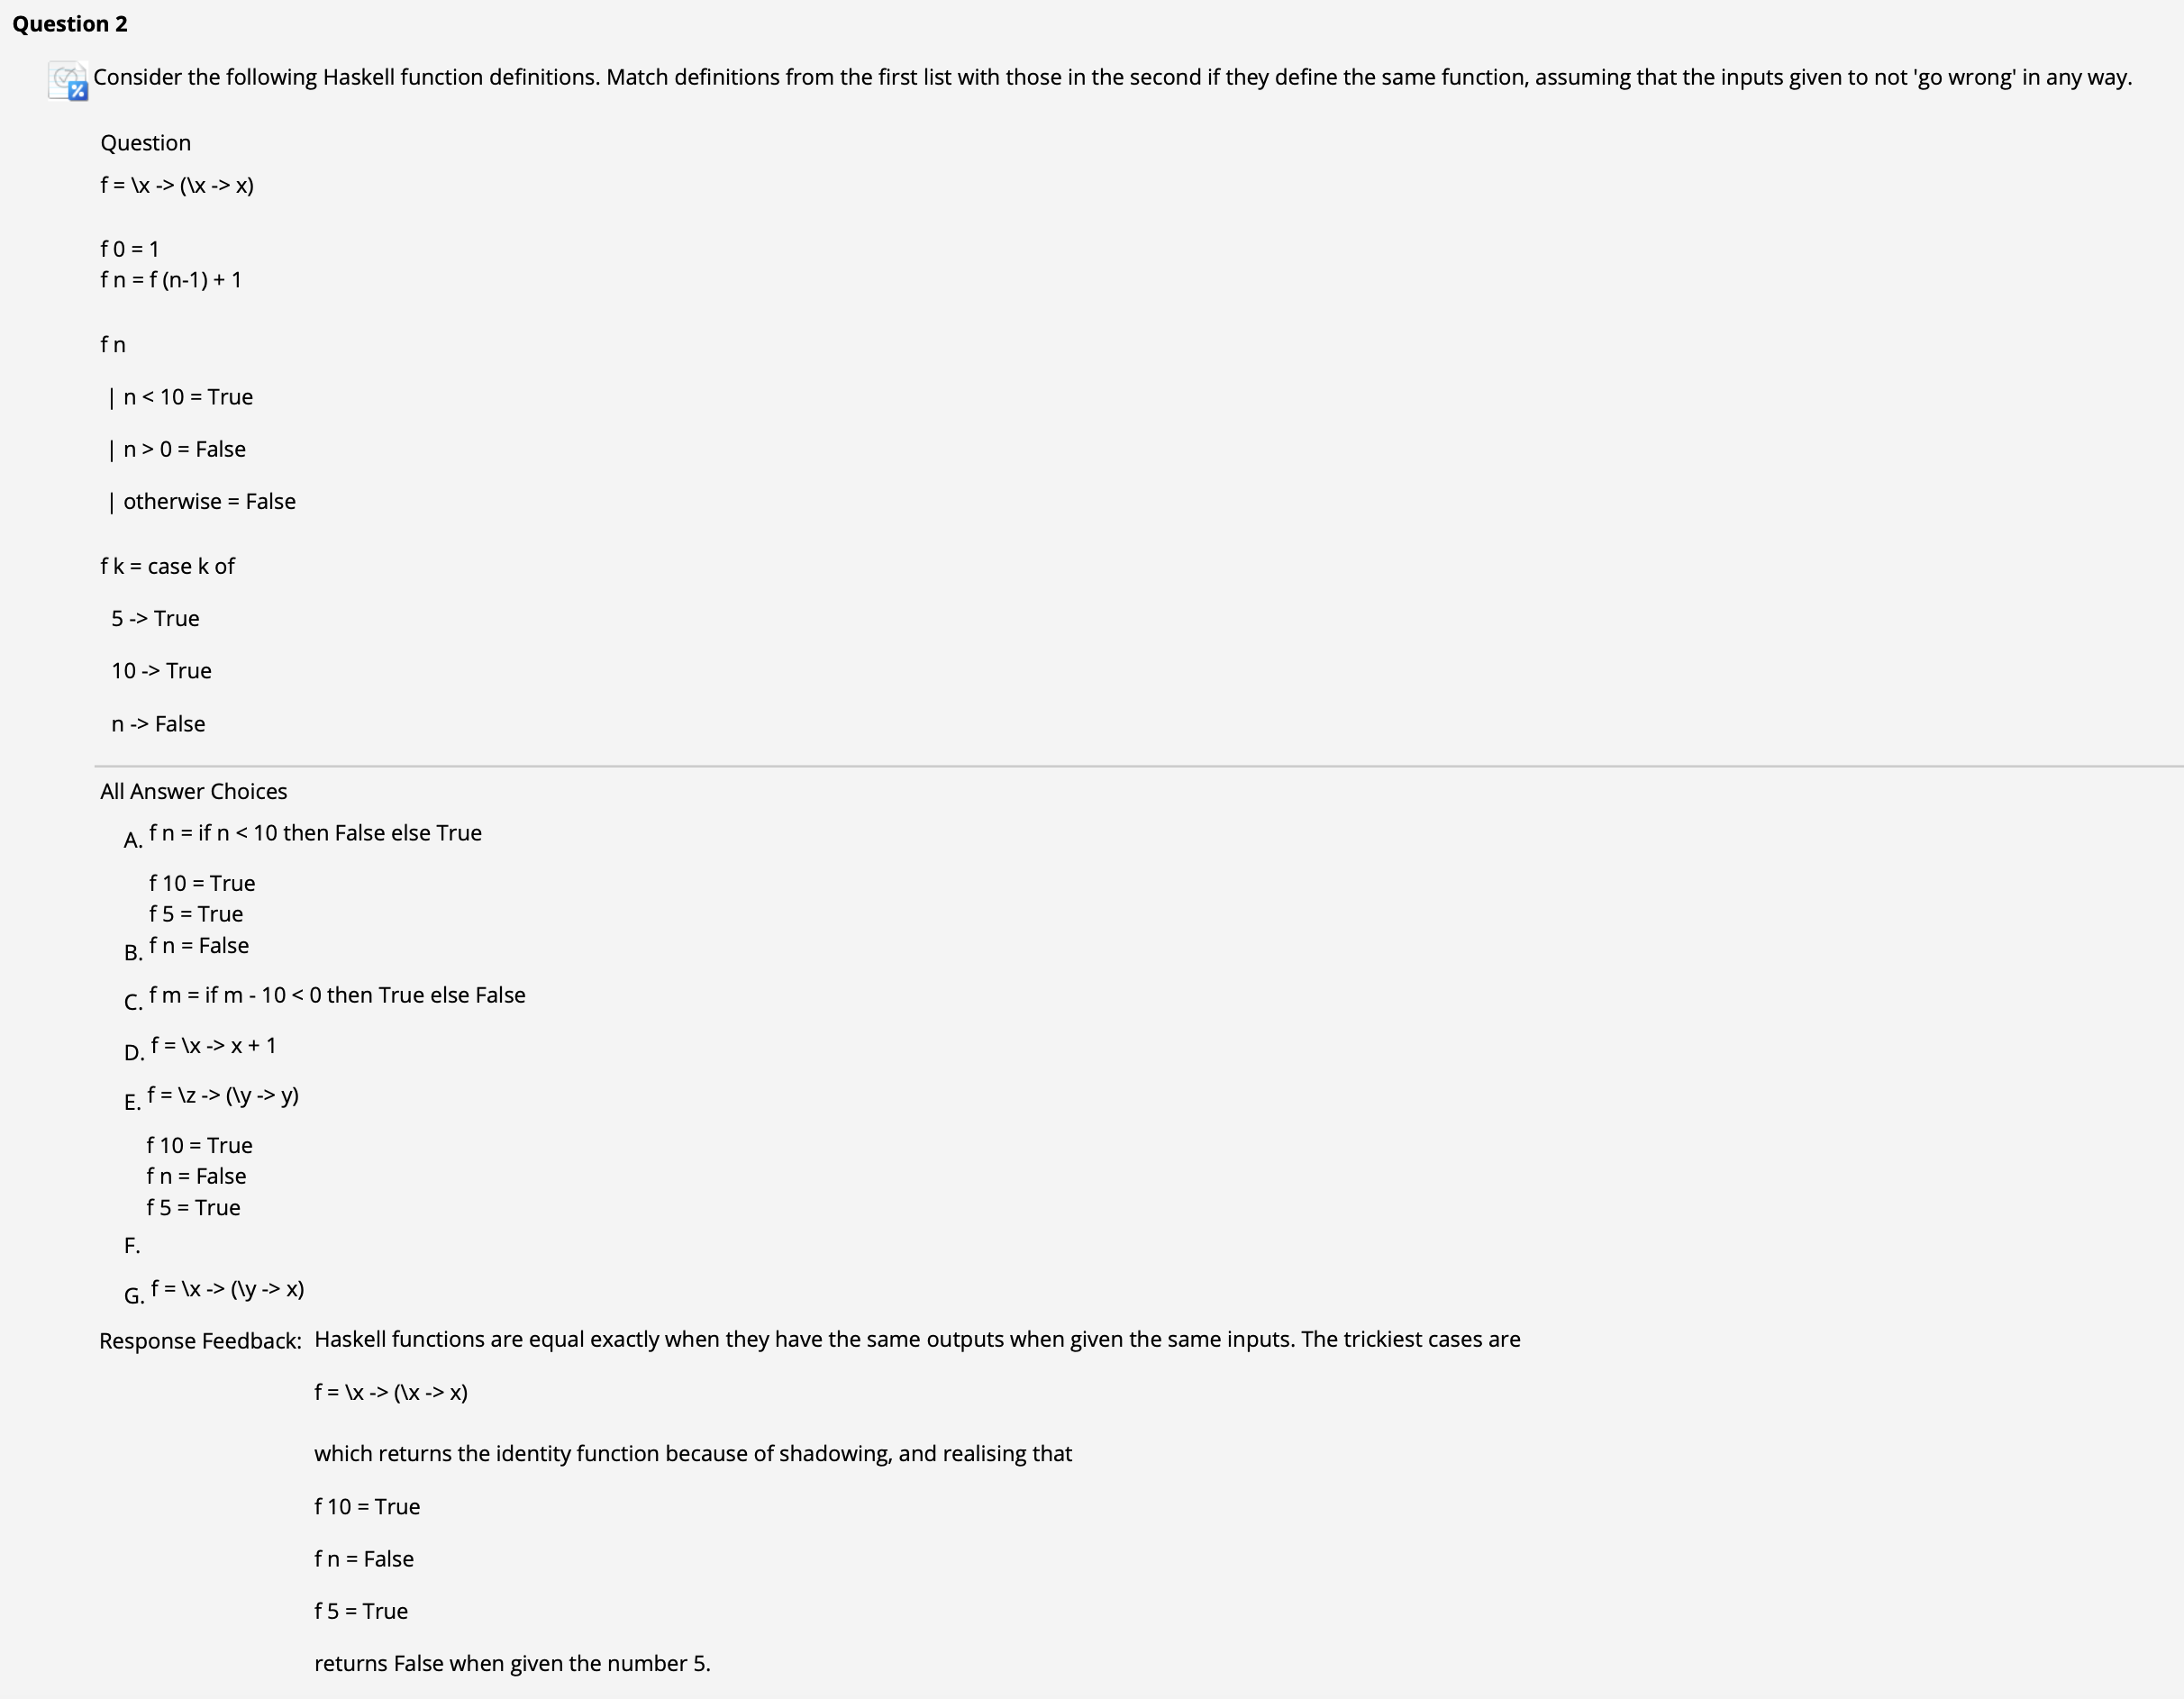 Question 2
Consider the following Haskell function definitions. Match definitions from the first list with those in the second if they define the same function, assuming that the inputs given to not 'go wrong' in any way.
Question
f = \x -> (\x -> x)
f 0 = 1
f n = f (n-1) + 1
f n
| n < 10 = True
| n > 0 = False
| otherwise = False
f k = case k of
5 -> True
10 -> True
n -> False
All Answer Choices
A. f n = if n < 10 then False else True
f 10 = True
f 5 = True
B. f n = False
C. f m = if m - 10 < 0 then True else False
D. f = \x -> x + 1
E. f = \z -> (\y -> y)
f 10 = True
f n = False
f 5 = True
F.
G. f = \x -> (\y -> x)
Response Feedback: Haskell functions are equal exactly when they have the same outputs when given the same inputs. The trickiest cases are
f = \x -> (\x -> x)
which returns the identity function because of shadowing, and realising that
f 10 = True
f n = False
f 5 = True
returns False when given the number 5.